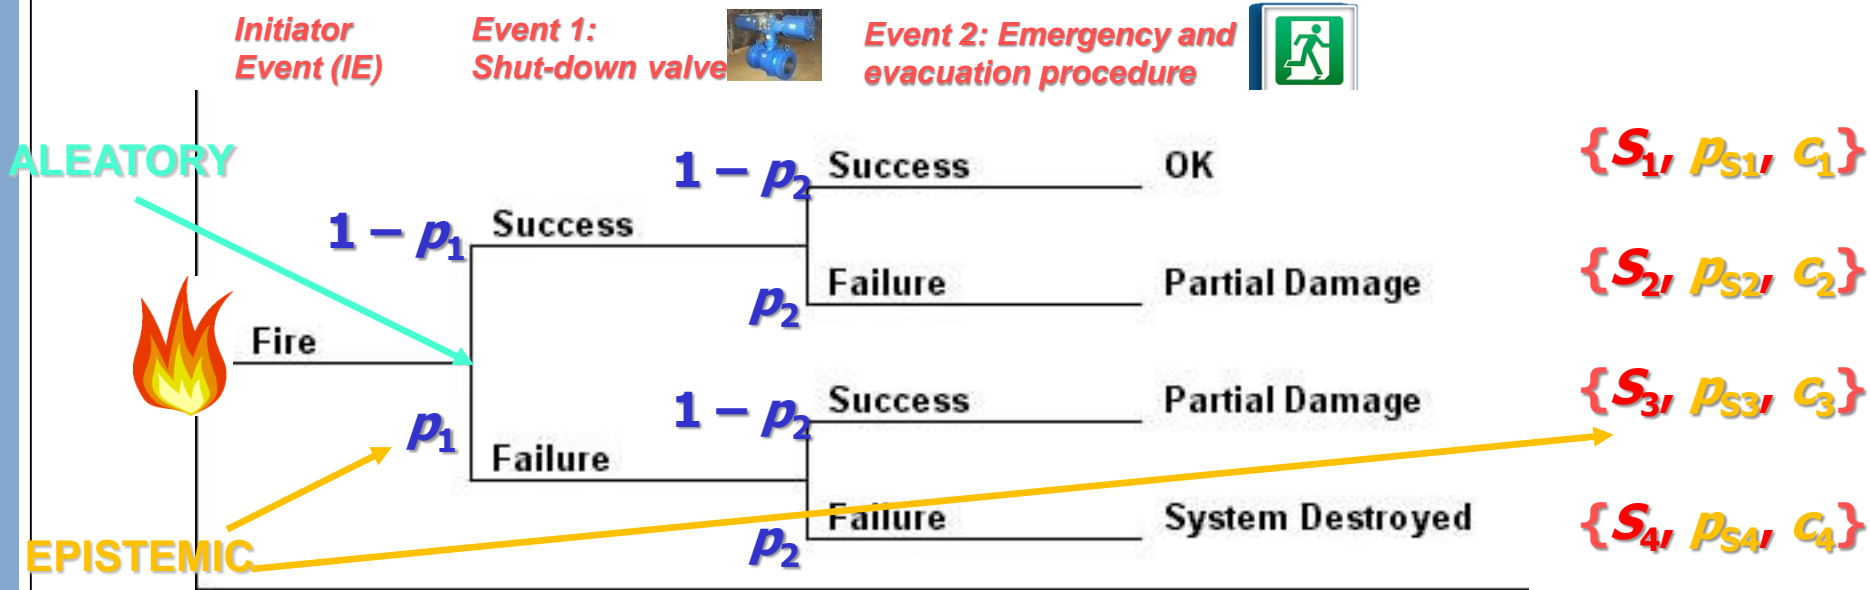 Initiator
Event (IE)
Event 1:
Shut-down valve
Event 2: Emergency and
evacuation procedure
ALEATORY
1 – p₂
Success
OK
{S₁, pS1, c₁}
1 – p₁
Success
p₂
Failure
Partial Damage
{S₂, pS2, c₂}
Fire
p₁
1 – p₂
Success
Partial Damage
{S₃, pS3, c₃}
Failure
p₂
Failure
System Destroyed
{S₄, pS4, c₄}
EPISTEMIC